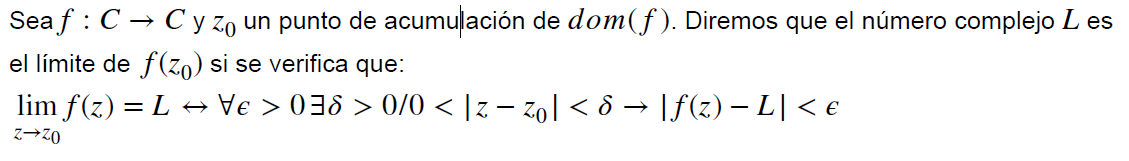 Sea f : C → C y z₀ un punto de acumulación de dom(f). Diremos que el número complejo L es
el límite de f(z₀) si se verifica que:
lim z→z₀ f(z) = L ↔ ∀ϵ > 0 ∃δ > 0/0 < |z − z₀| < δ → |f(z) − L| < ϵ